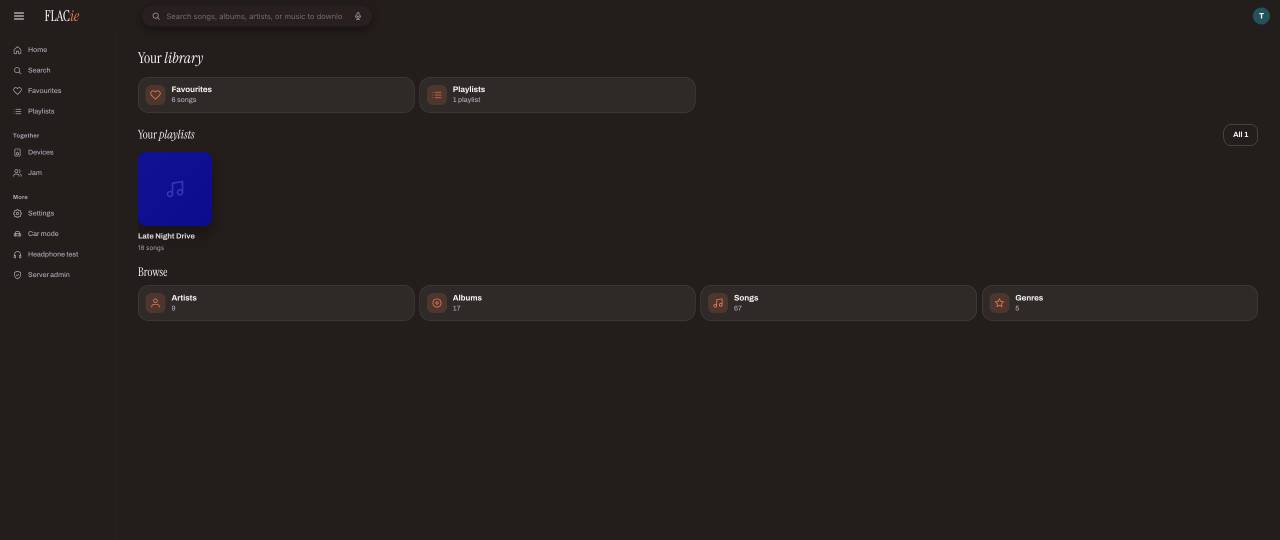 FLACie
Search songs, albums, artists, or music to downlo
T
Home
Search
Favourites
Playlists
Together
Devices
Jam
More
Settings
Car mode
Headphone test
Server admin
Your library
Favourites
6 songs
Playlists
1 playlist
Your playlists
All 1
Late Night Drive
18 songs
Browse
Artists
9
Albums
17
Songs
67
Genres
5